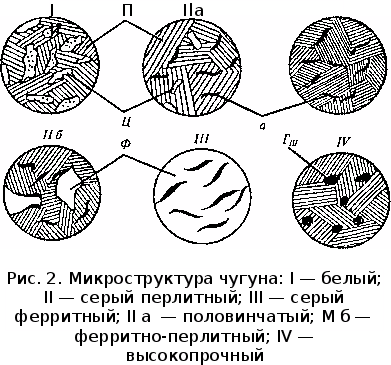 I П IIа
Ц а
II б Ф III ГIII IV
Рис. 2. Микроструктура чугуна: I — белый;
II — серый перлитный; III — серый
ферритный; II а — половинчатый; М б —
ферритно-перлитный; IV —
высокопрочный